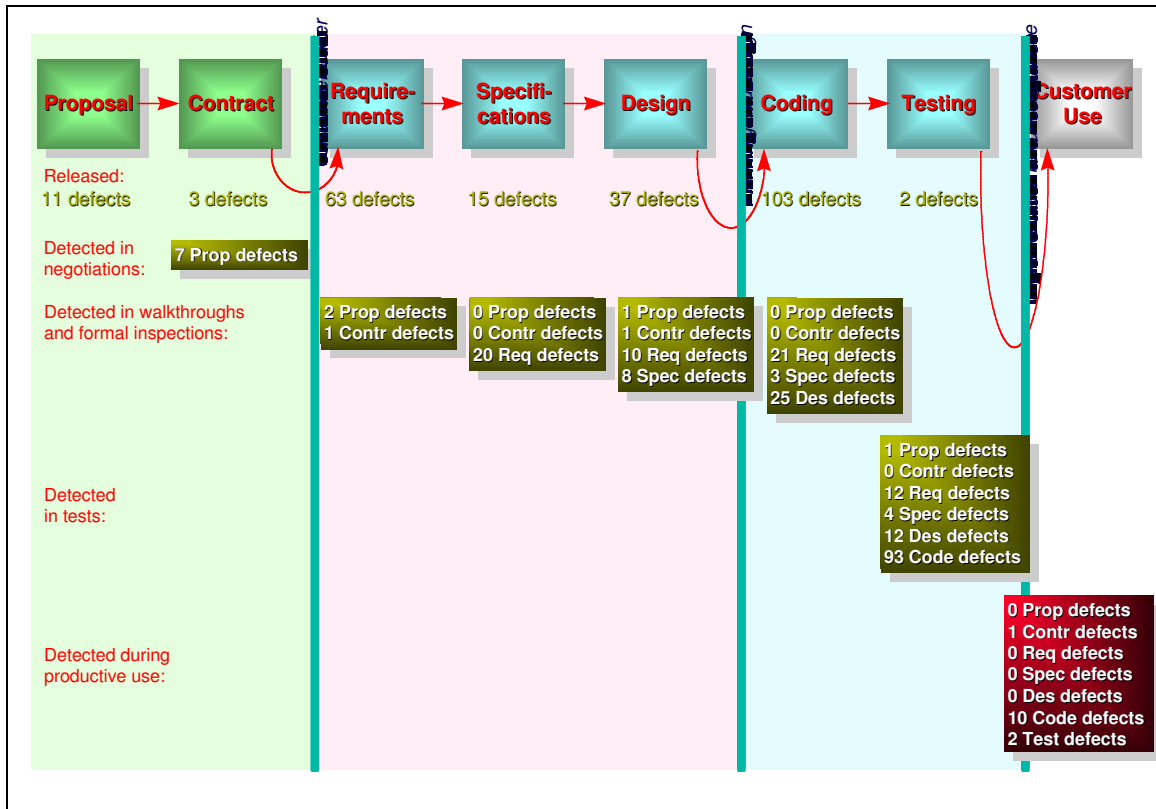 Proposal
Contract
Require-
ments
Specifi-
cations
Design
Coding
Testing
Customer
Use
Released:
11 defects
3 defects
63 defects
15 defects
37 defects
103 defects
2 defects
Detected in
negotiations:
7 Prop defects
Detected in walkthroughs
and formal inspections:
2 Prop defects
1 Contr defects
0 Prop defects
0 Contr defects
20 Req defects
1 Prop defects
1 Contr defects
10 Req defects
8 Spec defects
0 Prop defects
0 Contr defects
21 Req defects
3 Spec defects
25 Des defects
Detected
in tests:
1 Prop defects
0 Contr defects
12 Req defects
4 Spec defects
12 Des defects
93 Code defects
Detected during
productive use:
0 Prop defects
1 Contr defects
0 Req defects
0 Spec defects
0 Des defects
10 Code defects
2 Test defects